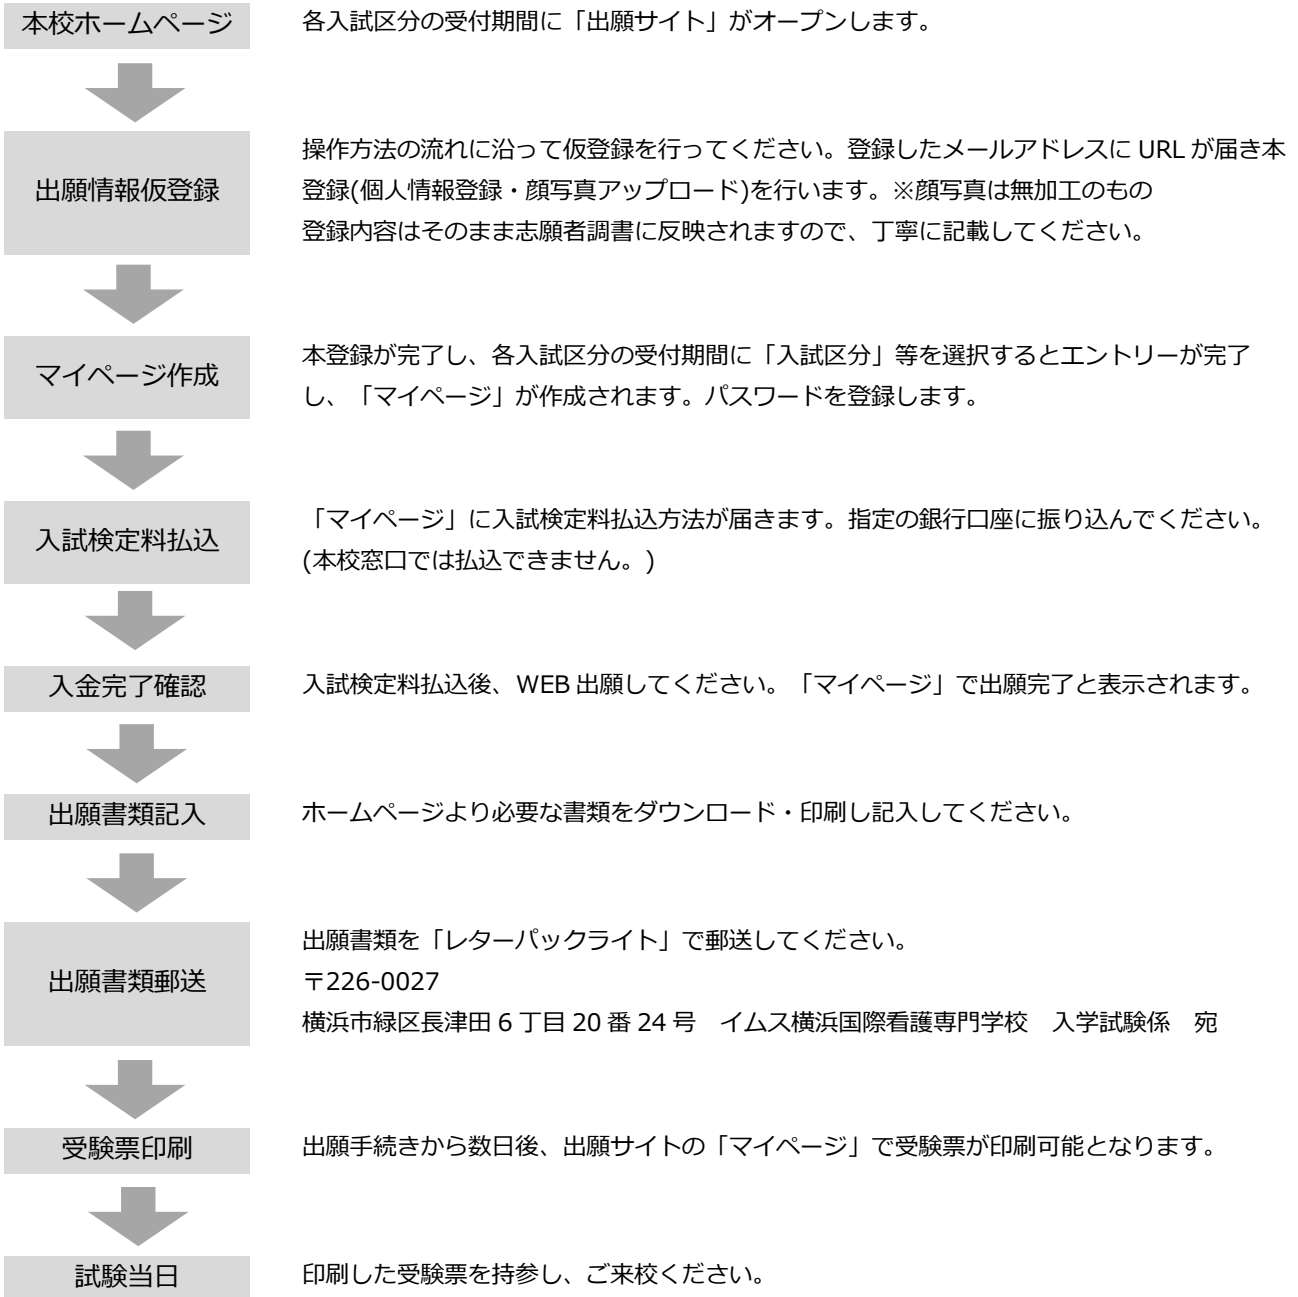 本校ホームページ
各入試区分の受付期間に「出願サイト」がオープンします。
出願情報仮登録
操作方法の流れに沿って仮登録を行ってください。登録したメールアドレスに URL が届き本
登録(個人情報登録・顔写真アップロード)を行います。※顔写真は無加工のもの
登録内容はそのまま志願者調書に反映されますので、丁寧に記載してください。
マイページ作成
本登録が完了し、各入試区分の受付期間に「入試区分」等を選択するとエントリーが完了
し、「マイページ」が作成されます。パスワードを登録します。
入試検定料払込
「マイページ」に入試検定料払込方法が届きます。指定の銀行口座に振り込んでください。
(本校窓口では払込できません。)
入金完了確認
入試検定料払込後、WEB 出願してください。「マイページ」で出願完了と表示されます。
出願書類記入
ホームページより必要な書類をダウンロード・印刷し記入してください。
出願書類郵送
出願書類を「レターパックライト」で郵送してください。
〒226-0027
横浜市緑区長津田 6 丁目 20 番 24 号　イムス横浜国際看護専門学校　入学試験係　宛
受験票印刷
出願手続きから数日後、出願サイトの「マイページ」で受験票が印刷可能となります。
試験当日
印刷した受験票を持参し、ご来校ください。